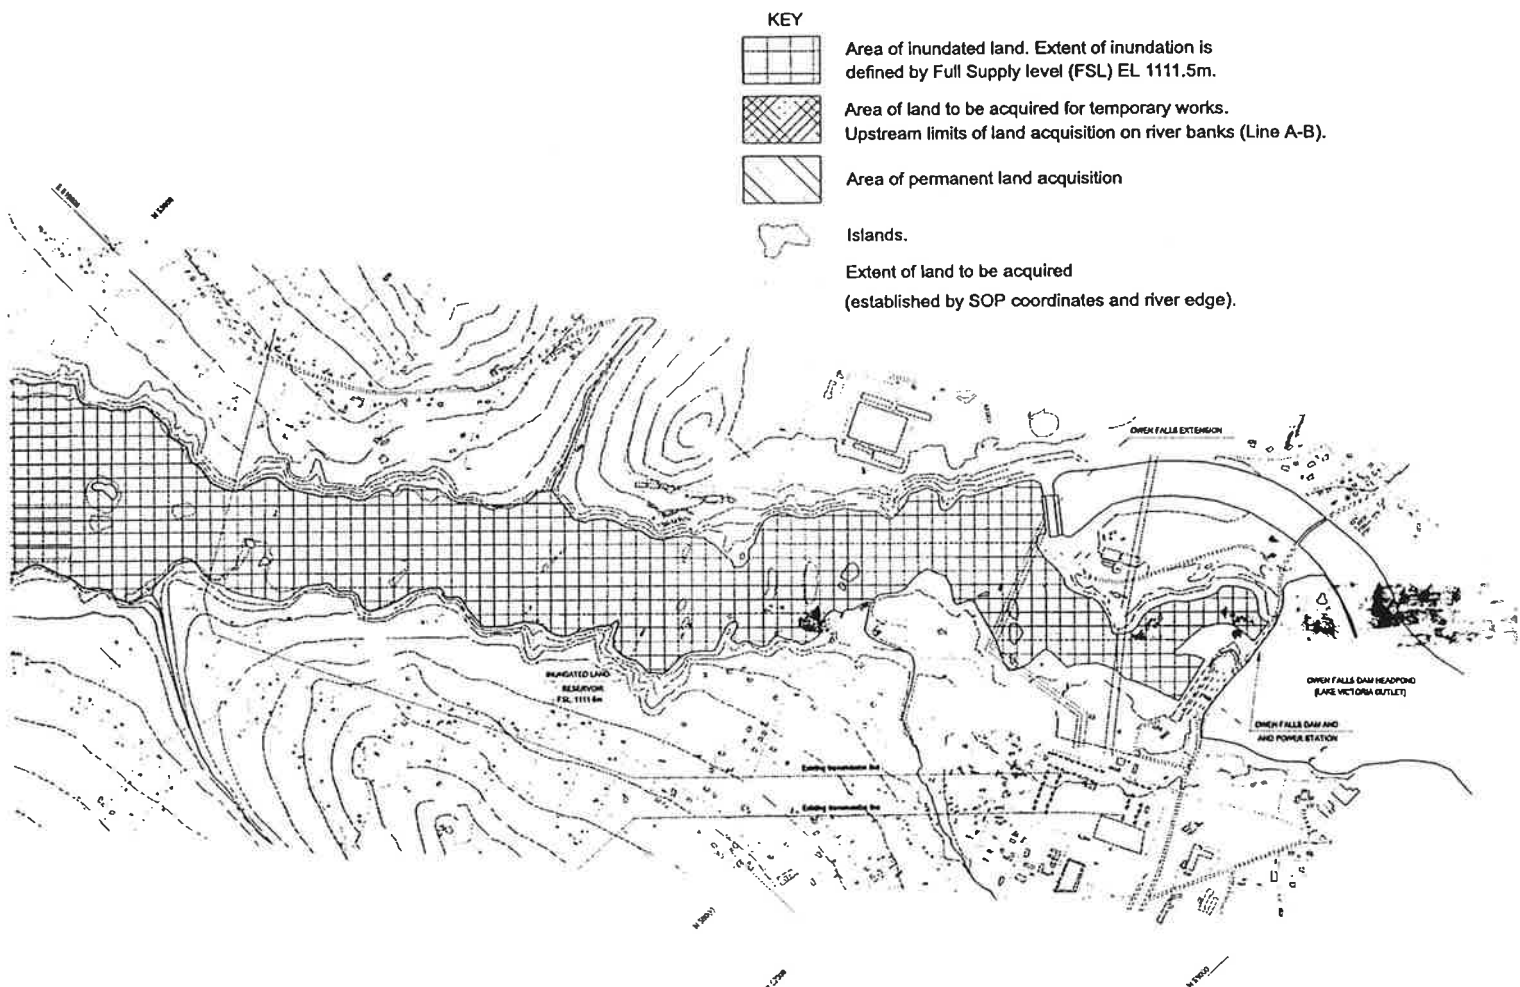 KEY
Area of inundated land. Extent of inundation is
defined by Full Supply level (FSL) EL 1111.5m.
Area of land to be acquired for temporary works.
Upstream limits of land acquisition on river banks (Line A-B).
Area of permanent land acquisition
Islands.
Extent of land to be acquired
(established by SOP coordinates and river edge).
OWEN FALLS EXTENSION
INUNDATED LAND
RESERVOIR
OWEN FALLS DAM HEADPOND
(LAKE VICTORIA OUTLET)
OWEN FALLS DAM AND
AND POWER STATION
Existing transmission line
Existing transmission line